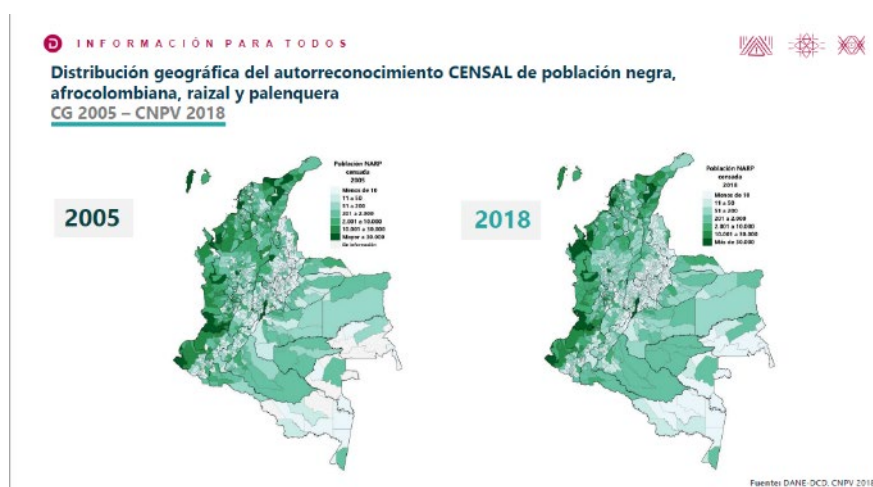 INFORMACIÓN PARA TODOS
Distribución geográfica del autorreconocimiento CENSAL de población negra,
afrocolombiana, raizal y palenquera
CG 2005 – CNPV 2018
2005
Población NARP
censada
2005
Menos de 10
11 a 50
51 a 200
201 a 2.000
2.001 a 10.000
10.001 a 30.000
Mayor a 30.000
información
2018
Población NARP
censada
2018
Menos de 10
11 a 50
51 a 200
201 a 2.000
2.001 a 10.000
10.001 a 30.000
Más de 30.000
Fuente: DANE-DCD, CNPV 2018